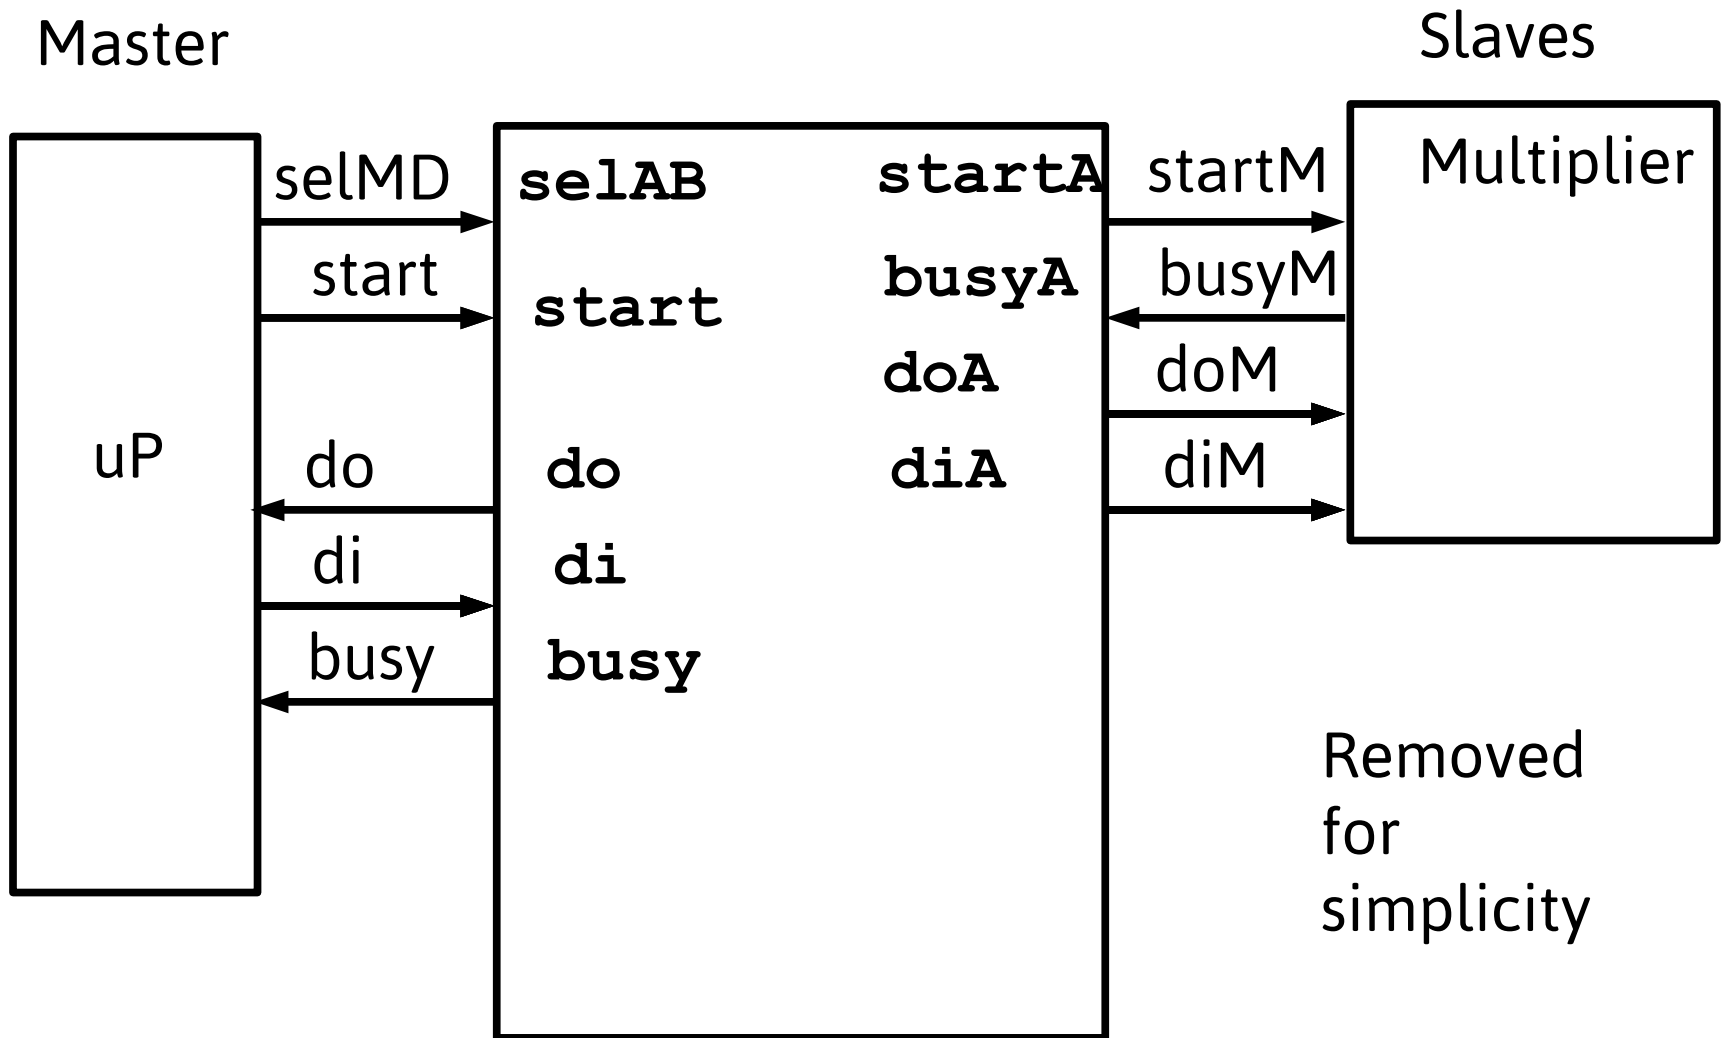 Master
Slaves
selMD
selAB
startA
startM
Multiplier
start
start
busyA
busyM
doA
doM
uP
do
do
diA
diM
di
di
busy
busy
Removed
for
simplicity